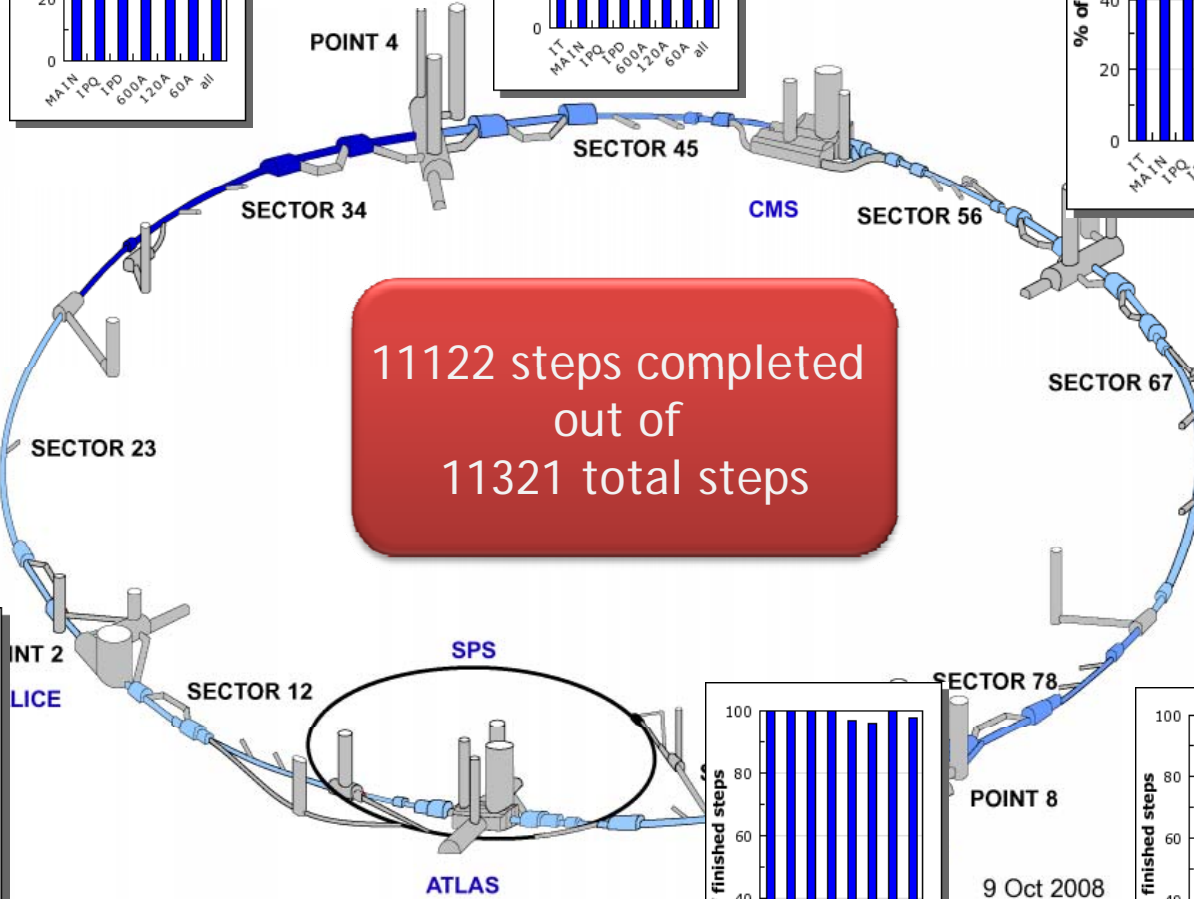 20
0
MAIN
IPQ
IPD
600A
120A
60A
all
0
IT
MAIN
IPQ
IPD
600A
120A
60A
all
% of
40
20
0
IT
MAIN
IPQ
POINT 4
SECTOR 45
SECTOR 34
CMS
SECTOR 56
11122 steps completed
out of
11321 total steps
SECTOR 67
SECTOR 23
SPS
INT 2
LICE
SECTOR 12
SECTOR 78
100
80
60
40
finished steps
POINT 8
ATLAS
9 Oct 2008
100
80
60
40
finished steps